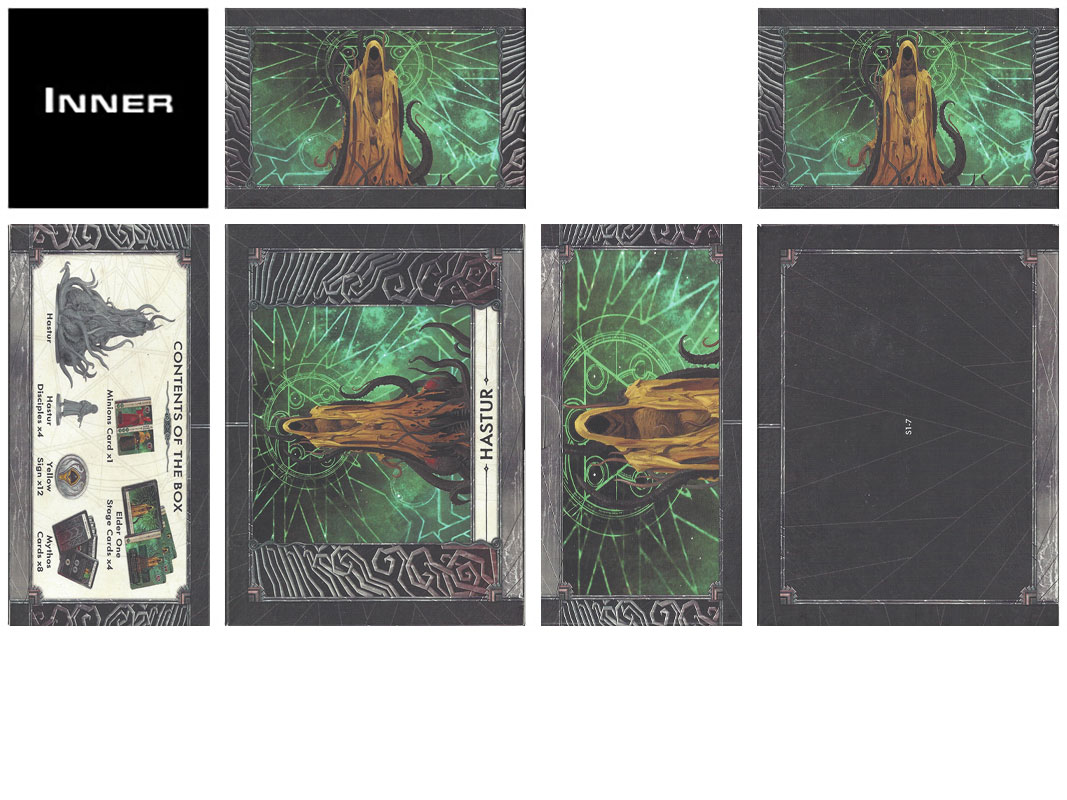 INNER
CONTENTS OF THE BOX
Hastur
Minions Card x1
Elder One
Stage Cards x4
Hastur
Disciples x4
Yellow
Sign x12
Mythos
Cards x8
HASTUR
S1-7